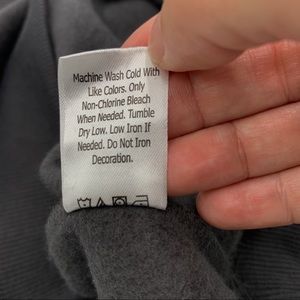 Machine Wash Cold With
Like Colors. Only
Non-Chlorine Bleach
When Needed. Tumble
Dry Low. Low Iron If
Needed. Do Not Iron
Decoration.